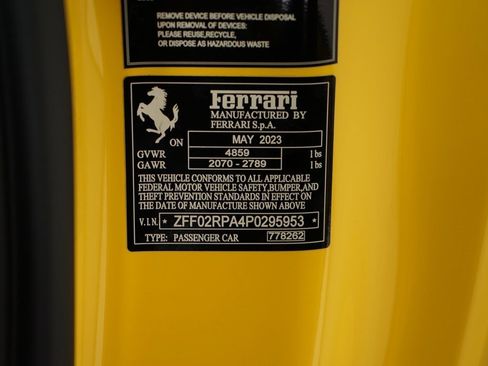 REMOVE DEVICE BEFORE VEHICLE DISPOSAL
UPON REMOVAL OF DEVICES:
PLEASE REUSE,RECYCLE,
OR DISPOSE AS HAZARDOUS WASTE
Ferrari
MANUFACTURED BY
FERRARI S.p.A.
ON MAY 2023
GVWR 4859 lbs
GAWR 2070 - 2789 lbs
THIS VEHICLE CONFORMS TO ALL APPLICABLE
FEDERAL MOTOR VEHICLE SAFETY,BUMPER,AND
THEFT PREVENTION STANDARDS IN EFFECT ON
THE DATE OF MANUFACTURE SHOWN ABOVE
V.I.N. * ZFF02RPA4P0295953 *
TYPE: PASSENGER CAR 778262